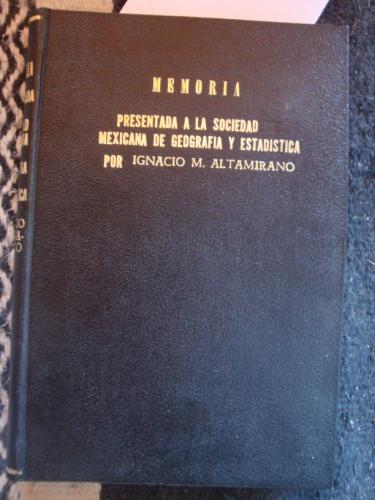 MEMORIA
PRESENTADA A LA SOCIEDAD
MEXICANA DE GEOGRAFIA Y ESTADISTICA
POR IGNACIO M. ALTAMIRANO